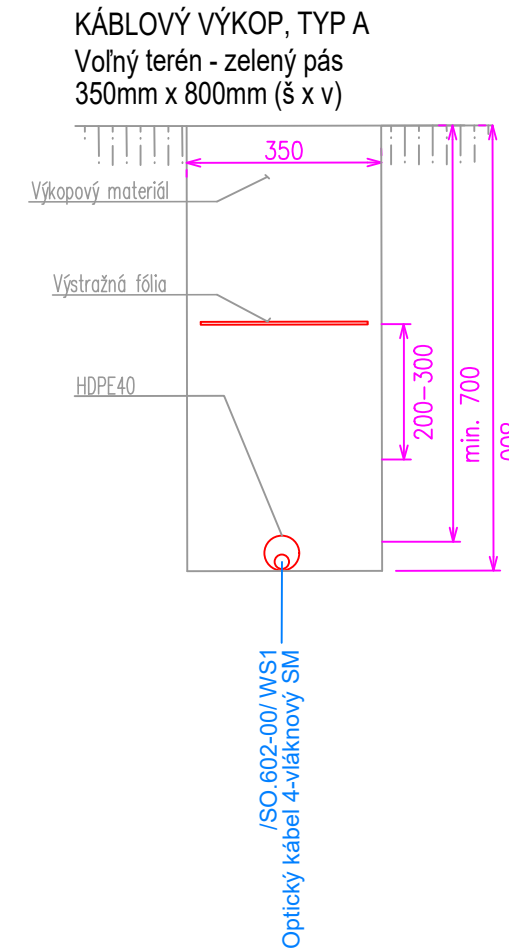 KÁBLOVÝ VÝKOP, TYP A
Voľný terén - zelený pás
350mm x 800mm (š x v)
350
Výkopový materiál
Výstražná fólia
HDPE40
200-300
min. 700
/SO.602-00/ WS1
Optický kábel 4-vláknový SM